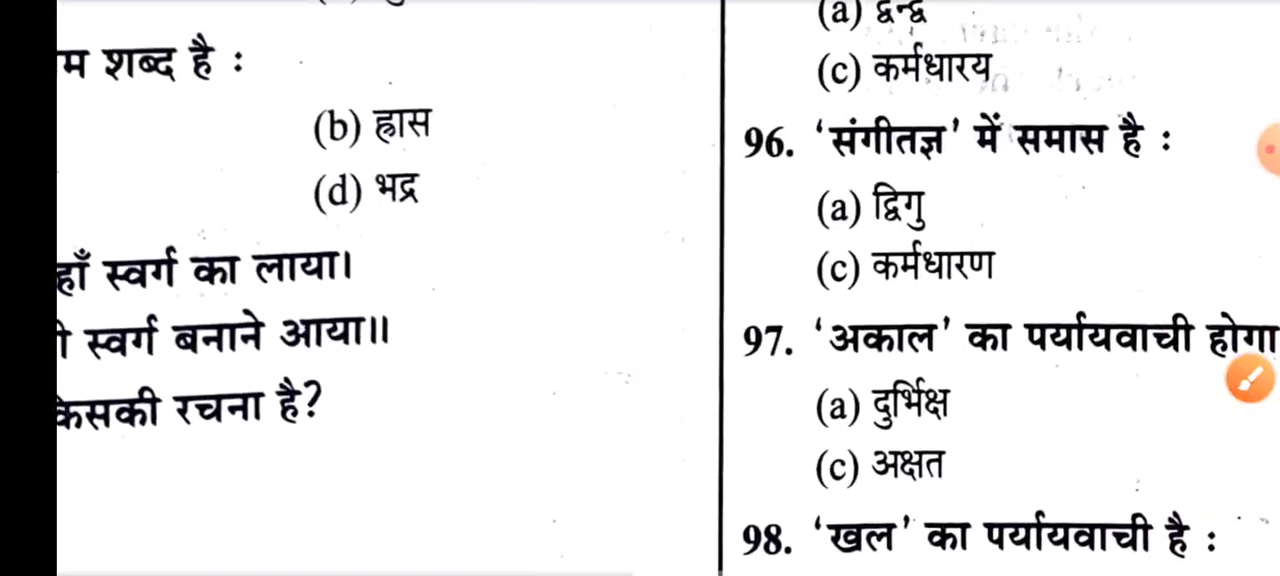 म शब्द है :
(b) ह्रास
(d) भद्र
हाँ स्वर्ग का लाया।
स्वर्ग बनाने आया॥
केसकी रचना है?
(a) द्वन्द्व
(c) कर्मधारय
96. ‘संगीतज्ञ’ में समास है :
(a) द्विगु
(c) कर्मधारण
97. ‘अकाल’ का पर्यायवाची होगा
(a) दुर्भिक्ष
(c) अक्षत
98. ‘खल’ का पर्यायवाची है :